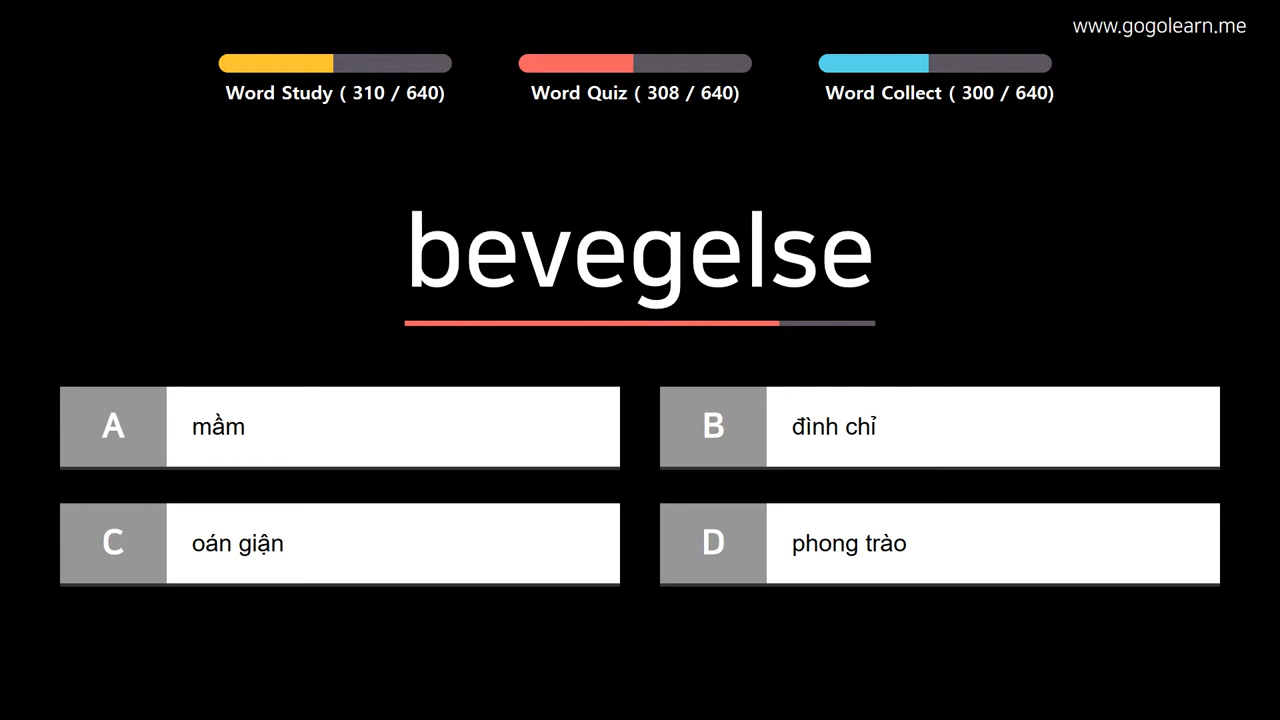 www.gogolearn.me
Word Study ( 310 / 640)
Word Quiz ( 308 / 640)
Word Collect ( 300 / 640)
bevegelse
A
mầm
B
đình chỉ
C
oán giận
D
phong trào